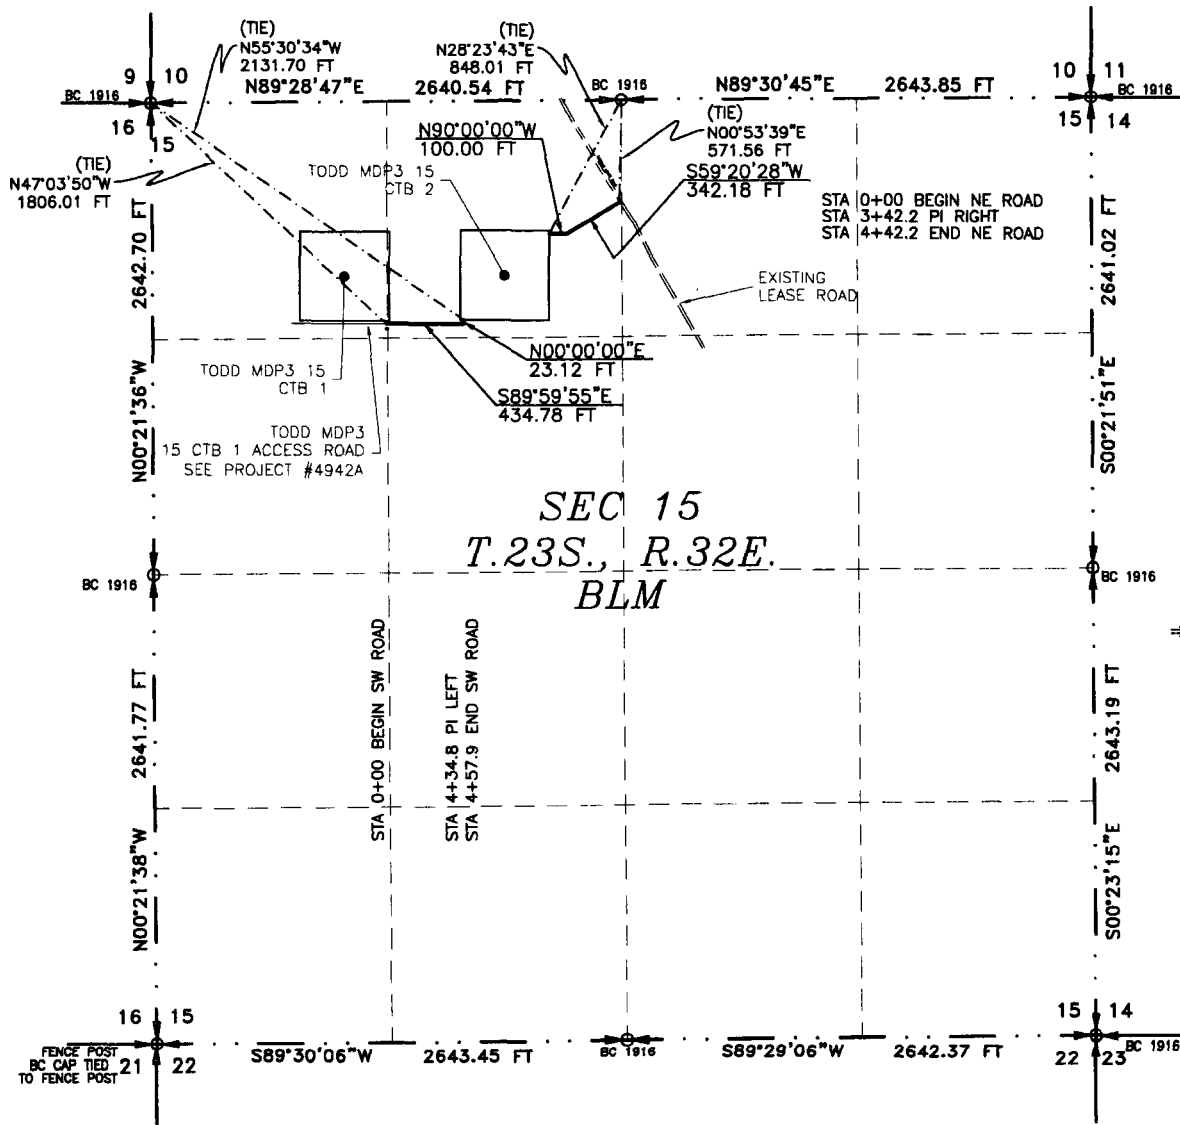 (TIE)
N55°30'34"W
2131.70 FT
(TIE)
N28°23'43"E
848.01 FT
9 10
BC 1916
16 15
N89°28'47"E 2640.54 FT
BC 1916
N89°30'45"E 2643.85 FT
10 11
BC 1916
15 14
(TIE)
N47°03'50"W
1806.01 FT
N90°00'00"W
100.00 FT
(TIE)
N00°53'39"E
571.56 FT
TODD MDP3 15
CTB 2
S59°20'28"W
342.18 FT
STA 0+00 BEGIN NE ROAD
STA 3+42.2 PI RIGHT
STA 4+42.2 END NE ROAD
EXISTING
LEASE ROAD
N00°21'36"W 2642.70 FT
S00°21'51"E 2641.02 FT
TODD MDP3 15
CTB 1
N00°00'00"E
23.12 FT
S89°59'55"E
434.78 FT
TODD MDP3
15 CTB 1 ACCESS ROAD
SEE PROJECT #4942A
SEC 15
T.23S., R.32E.
BLM
BC 1916
BC 1916
STA 0+00 BEGIN SW ROAD
STA 4+34.8 PI LEFT
STA 4+57.9 END SW ROAD
N00°21'38"W 2641.77 FT
S00°23'15"E 2643.19 FT
16 15
FENCE POST
BC CAP TIED
TO FENCE POST
21 22
S89°30'06"W 2643.45 FT
BC 1916
S89°29'06"W 2642.37 FT
15 14
22 23
BC 1916